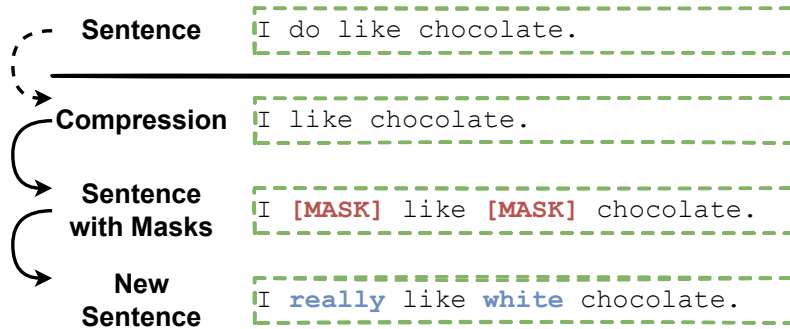 Sentence I do like chocolate.
Compression I like chocolate.
Sentence
with Masks I [MASK] like [MASK] chocolate.
New
Sentence I really like white chocolate.